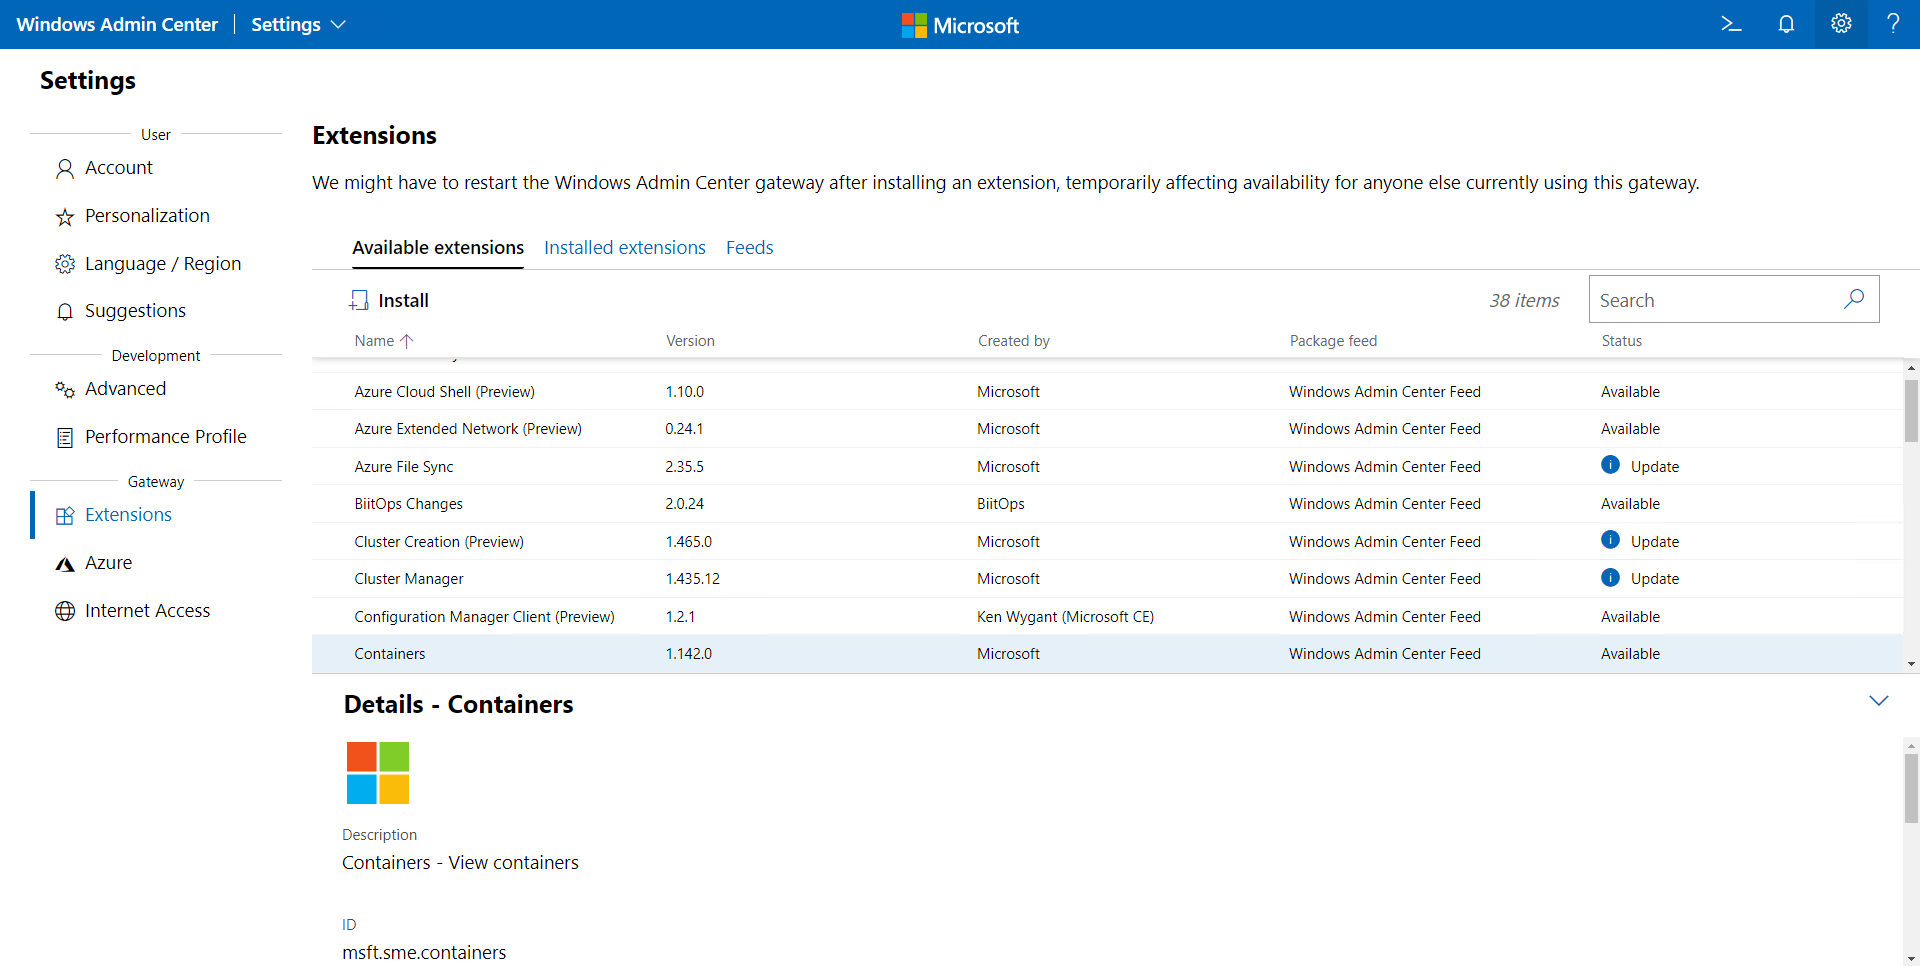 Windows Admin Center Settings Microsoft
Settings
User
Account
Personalization
Language / Region
Suggestions
Development
Advanced
Performance Profile
Gateway
Extensions
Azure
Internet Access
Extensions
We might have to restart the Windows Admin Center gateway after installing an extension, temporarily affecting availability for anyone else currently using this gateway.
Available extensions Installed extensions Feeds
Install 38 items Search
Name Version Created by Package feed Status
Azure Cloud Shell (Preview) 1.10.0 Microsoft Windows Admin Center Feed Available
Azure Extended Network (Preview) 0.24.1 Microsoft Windows Admin Center Feed Available
Azure File Sync 2.35.5 Microsoft Windows Admin Center Feed Update
BiitOps Changes 2.0.24 BiitOps Windows Admin Center Feed Available
Cluster Creation (Preview) 1.465.0 Microsoft Windows Admin Center Feed Update
Cluster Manager 1.435.12 Microsoft Windows Admin Center Feed Update
Configuration Manager Client (Preview) 1.2.1 Ken Wygant (Microsoft CE) Windows Admin Center Feed Available
Containers 1.142.0 Microsoft Windows Admin Center Feed Available
Details - Containers
Description
Containers - View containers
ID
msft.sme.containers